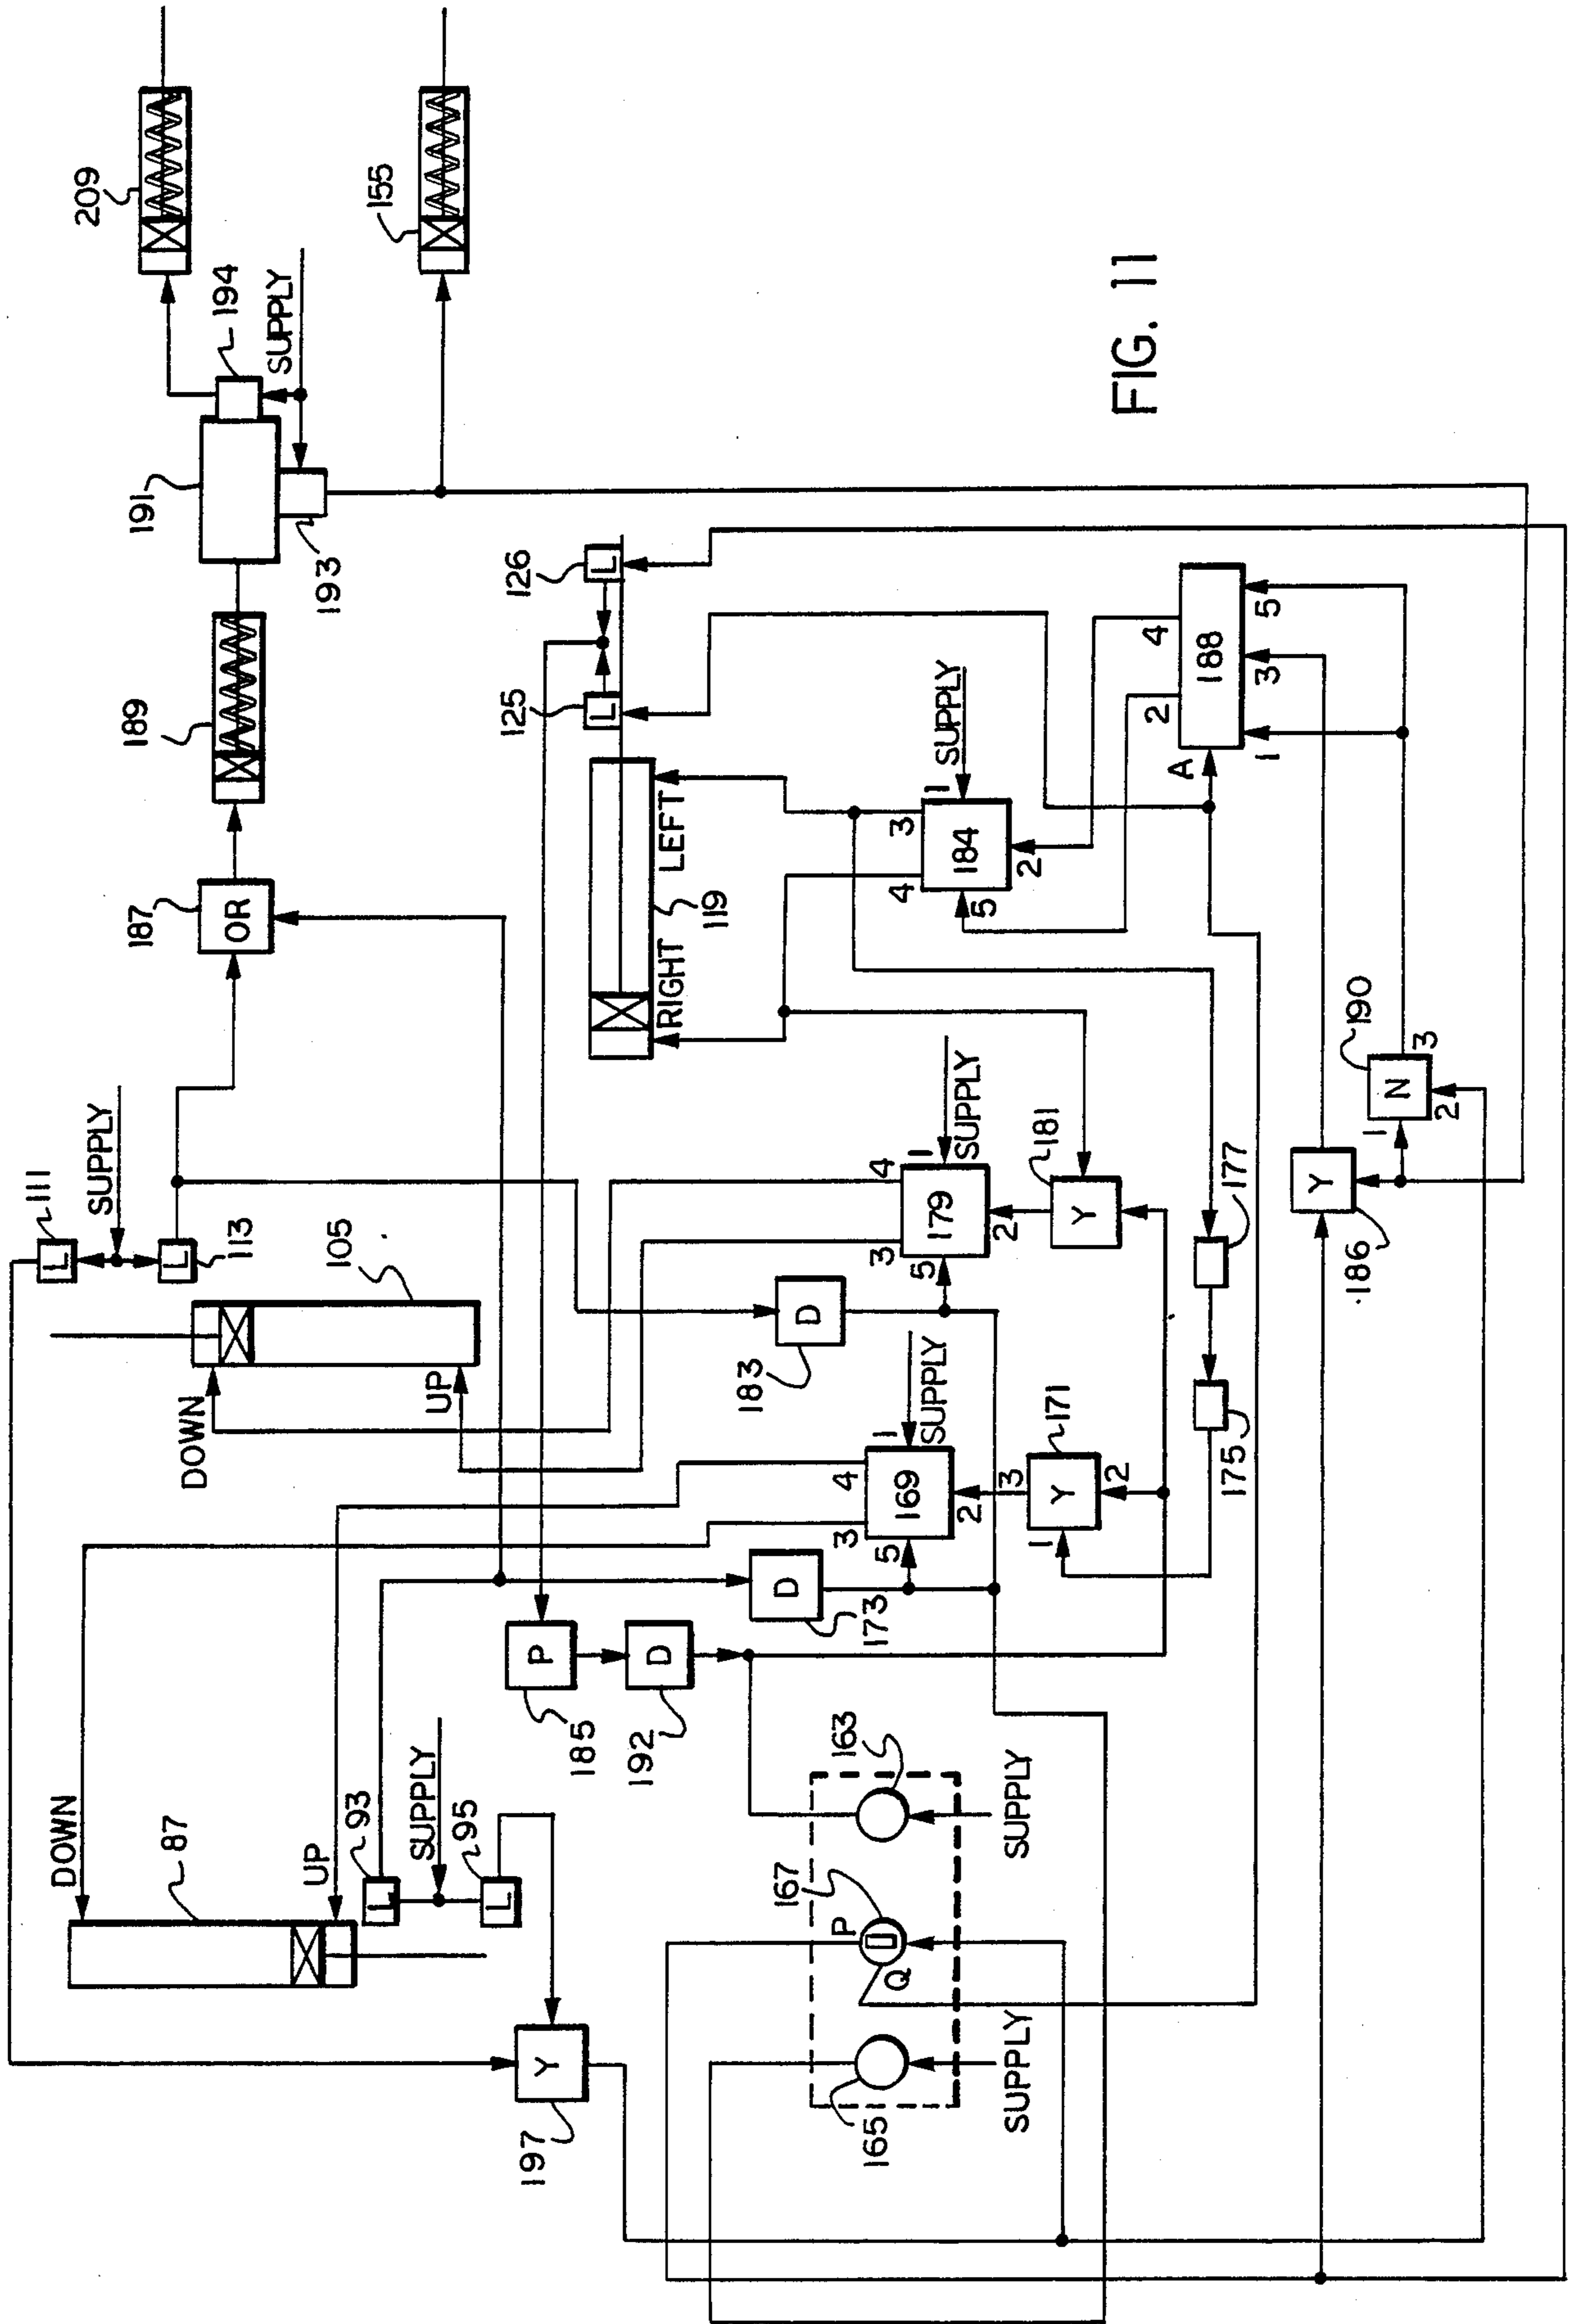 209
194
SUPPLY
155
191
193
189
126
125
187
OR
L
L
FIG. 11
SUPPLY
4
5
2
188
3
A
1
LEFT
119
RIGHT
3
1
4
184
2
5
111
SUPPLY
L
L
113
105
DOWN
UP
190
N
1
3
2
4
1
SUPPLY
179
3
2
5
181
Y
177
Y
186
D
183
SUPPLY
1
4
169
3
2
5
171
3
Y
2
1
175
D
173
P
185
D
192
DOWN
87
UP
93
L
SUPPLY
95
L
163
167
P
Q
165
SUPPLY
SUPPLY
Y
197